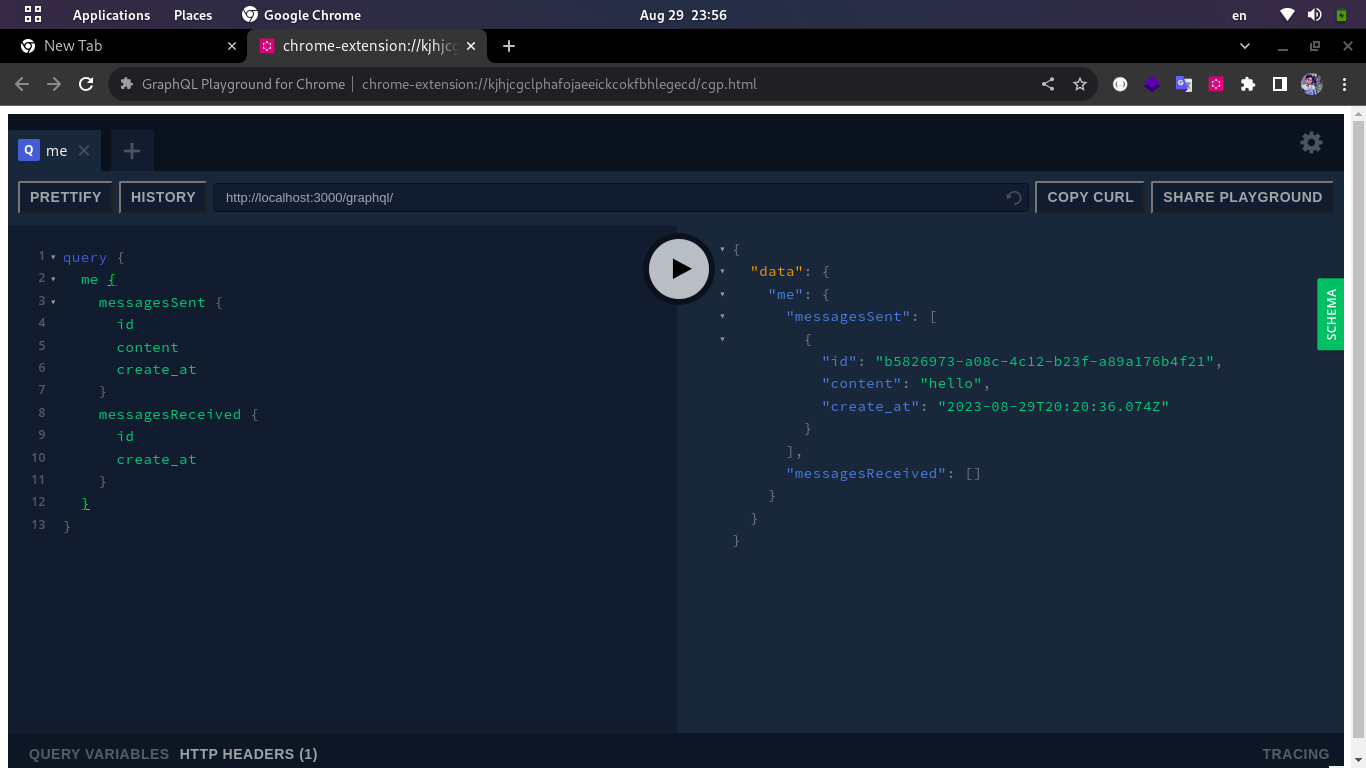 Applications Places Google Chrome Aug 29 23:56 en
New Tab chrome-extension://kjhjcg
GraphQL Playground for Chrome chrome-extension://kjhjcgclphafojaeeickcokfbhlegecd/cgp.html
Q me
PRETTIFY HISTORY http://localhost:3000/graphql/ COPY CURL SHARE PLAYGROUND
1 query {
2 me {
3 messagesSent {
4 id
5 content
6 create_at
7 }
8 messagesReceived {
9 id
10 create_at
11 }
12 }
13 }
{
"data": {
"me": {
"messagesSent": [
{
"id": "b5826973-a08c-4c12-b23f-a89a176b4f21",
"content": "hello",
"create_at": "2023-08-29T20:20:36.074Z"
}
],
"messagesReceived": []
}
}
}
SCHEMA
QUERY VARIABLES HTTP HEADERS (1) TRACING